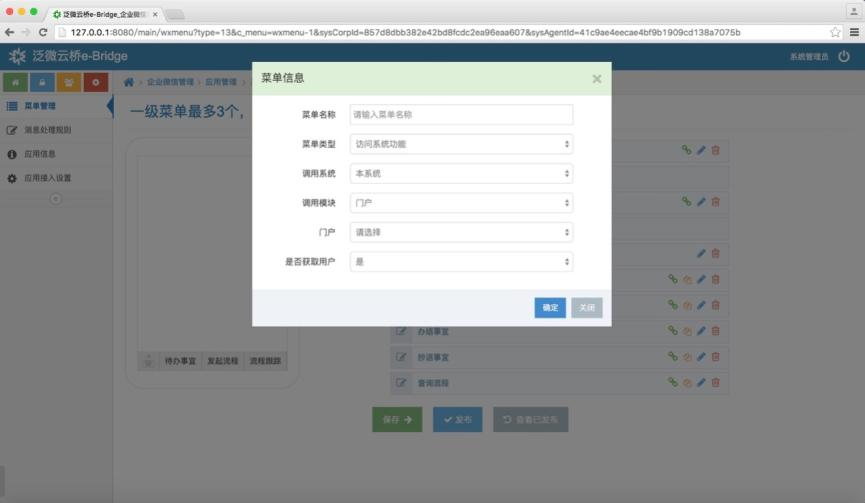 泛微云桥e-Bridge_企业微信
127.0.0.1:8080/main/wxmenu?type=13&c_menu=wxmenu-1&sysCorpId=857d8dbb382e42bd8fcdc2ea96eaa607&sysAgentId=41c9ae4eecae4bf9b1909cd138a7075b
泛微云桥e-Bridge
系统管理员
企业微信管理 > 应用管理 >
菜单管理
消息处理规则
应用信息
应用接入设置
一级菜单最多3个，
菜单信息
菜单名称 请输入菜单名称
菜单类型 访问系统功能
调用系统 本系统
调用模块 门户
门户 请选择
是否获取用户 是
确定 关闭
办结事宜
抄送事宜
查询流程
待办事宜 发起流程 流程跟踪
保存
发布
查看已发布